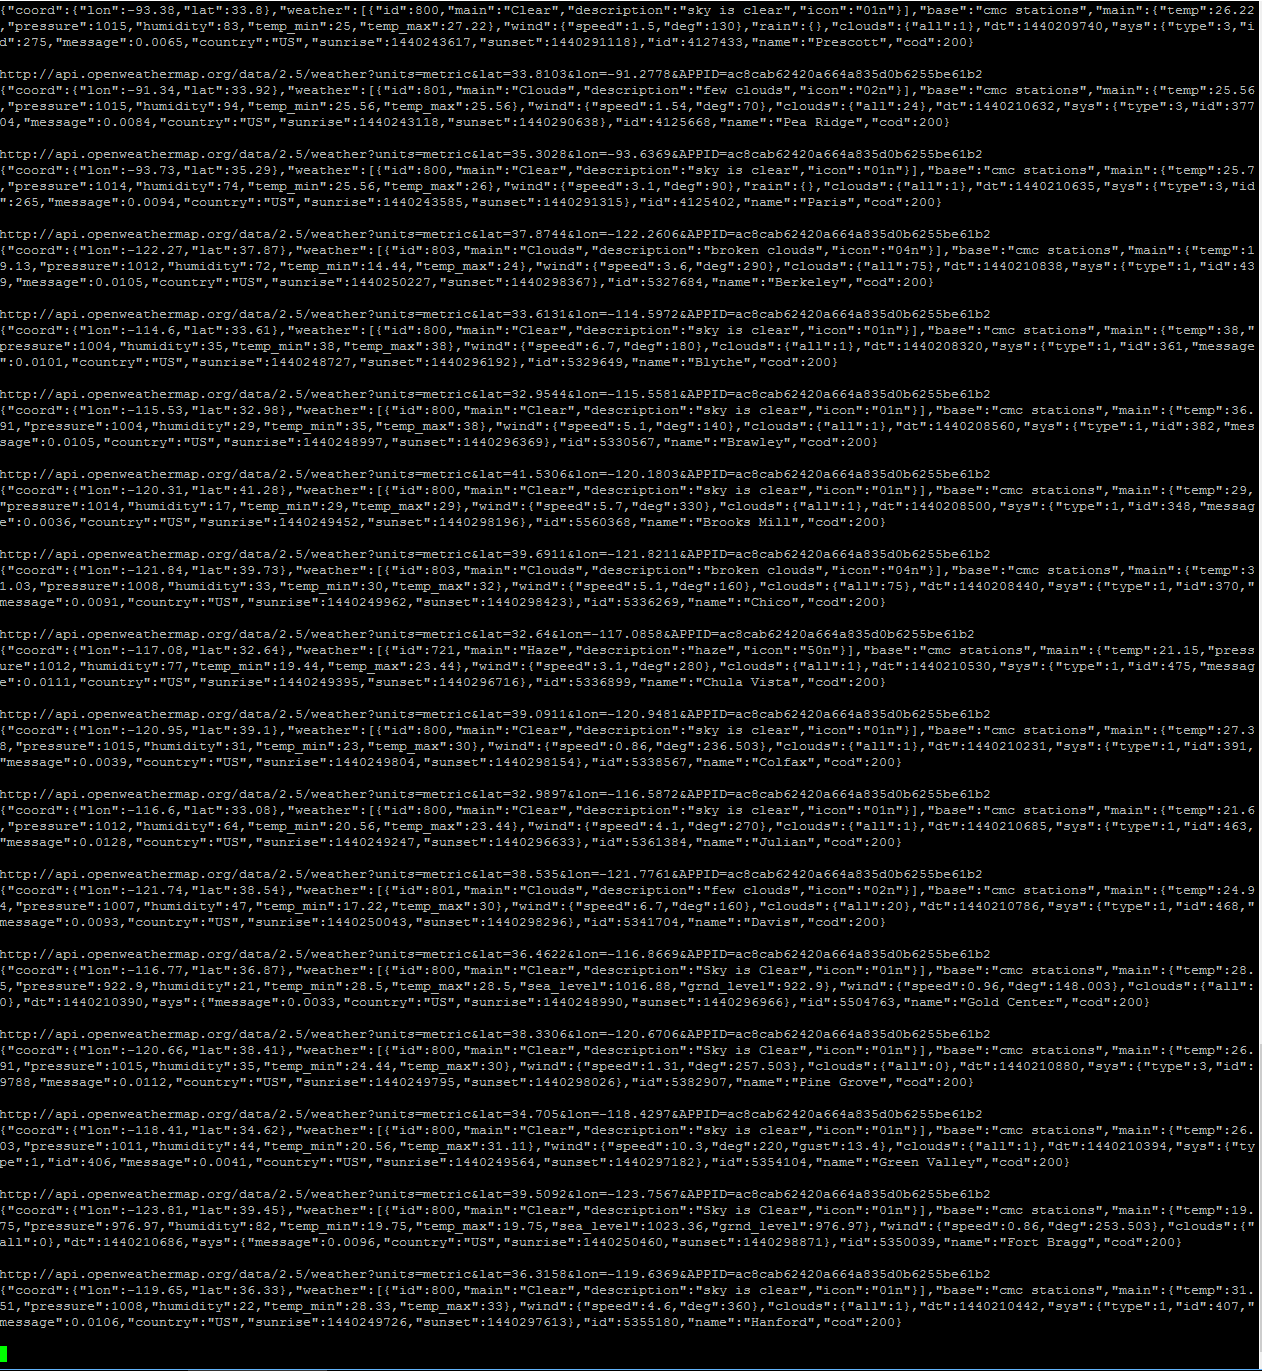 {"coord":{"lon":-93.38,"lat":33.8},"weather":[{"id":800,"main":"Clear","description":"sky is clear","icon":"01n"}],"base":"cmc stations","main":{"temp":26.22
,"pressure":1015,"humidity":83,"temp_min":25,"temp_max":27.22},"wind":{"speed":1.5,"deg":130},"rain":{},"clouds":{"all":1},"dt":1440209740,"sys":{"type":3,"i
d":275,"message":0.0065,"country":"US","sunrise":1440243617,"sunset":1440291118},"id":4127433,"name":"Prescott","cod":200}
http://api.openweathermap.org/data/2.5/weather?units=metric&lat=33.8103&lon=-91.2778&APPID=ac8cab62420a664a835d0b6255be61b2
{"coord":{"lon":-91.34,"lat":33.92},"weather":[{"id":801,"main":"Clouds","description":"few clouds","icon":"02n"}],"base":"cmc stations","main":{"temp":25.56
,"pressure":1015,"humidity":94,"temp_min":25.56,"temp_max":25.56},"wind":{"speed":1.54,"deg":70},"clouds":{"all":24},"dt":1440210632,"sys":{"type":3,"id":377
04,"message":0.0084,"country":"US","sunrise":1440243118,"sunset":1440290638},"id":4125668,"name":"Pea Ridge","cod":200}
http://api.openweathermap.org/data/2.5/weather?units=metric&lat=35.3028&lon=-93.6369&APPID=ac8cab62420a664a835d0b6255be61b2
{"coord":{"lon":-93.73,"lat":35.29},"weather":[{"id":800,"main":"Clear","description":"sky is clear","icon":"01n"}],"base":"cmc stations","main":{"temp":25.7
,"pressure":1014,"humidity":74,"temp_min":25.56,"temp_max":26},"wind":{"speed":3.1,"deg":90},"rain":{},"clouds":{"all":1},"dt":1440210635,"sys":{"type":3,"id"
:265,"message":0.0094,"country":"US","sunrise":1440243585,"sunset":1440291315},"id":4125402,"name":"Paris","cod":200}
http://api.openweathermap.org/data/2.5/weather?units=metric&lat=37.8744&lon=-122.2606&APPID=ac8cab62420a664a835d0b6255be61b2
{"coord":{"lon":-122.27,"lat":37.87},"weather":[{"id":803,"main":"Clouds","description":"broken clouds","icon":"04n"}],"base":"cmc stations","main":{"temp":1
9.13,"pressure":1012,"humidity":72,"temp_min":14.44,"temp_max":24},"wind":{"speed":3.6,"deg":290},"clouds":{"all":75},"dt":1440210838,"sys":{"type":1,"id":43
9,"message":0.0105,"country":"US","sunrise":1440250227,"sunset":1440298367},"id":5327684,"name":"Berkeley","cod":200}
http://api.openweathermap.org/data/2.5/weather?units=metric&lat=33.6131&lon=-114.5972&APPID=ac8cab62420a664a835d0b6255be61b2
{"coord":{"lon":-114.6,"lat":33.61},"weather":[{"id":800,"main":"Clear","description":"sky is clear","icon":"01n"}],"base":"cmc stations","main":{"temp":38,"
pressure":1004,"humidity":35,"temp_min":38,"temp_max":38},"wind":{"speed":6.7,"deg":180},"clouds":{"all":1},"dt":1440208320,"sys":{"type":1,"id":361,"message
":0.0101,"country":"US","sunrise":1440248727,"sunset":1440296192},"id":5329649,"name":"Blythe","cod":200}
http://api.openweathermap.org/data/2.5/weather?units=metric&lat=32.9544&lon=-115.5581&APPID=ac8cab62420a664a835d0b6255be61b2
{"coord":{"lon":-115.53,"lat":32.98},"weather":[{"id":800,"main":"Clear","description":"sky is clear","icon":"01n"}],"base":"cmc stations","main":{"temp":36.
91,"pressure":1004,"humidity":29,"temp_min":35,"temp_max":38},"wind":{"speed":5.1,"deg":140},"clouds":{"all":1},"dt":1440208560,"sys":{"type":1,"id":382,"mes
sage":0.0105,"country":"US","sunrise":1440248997,"sunset":1440296369},"id":5330567,"name":"Brawley","cod":200}
http://api.openweathermap.org/data/2.5/weather?units=metric&lat=41.5306&lon=-120.1803&APPID=ac8cab62420a664a835d0b6255be61b2
{"coord":{"lon":-120.31,"lat":41.28},"weather":[{"id":800,"main":"Clear","description":"sky is clear","icon":"01n"}],"base":"cmc stations","main":{"temp":29,
"pressure":1014,"humidity":17,"temp_min":29,"temp_max":29},"wind":{"speed":5.7,"deg":330},"clouds":{"all":1},"dt":1440208500,"sys":{"type":1,"id":348,"messag
e":0.0036,"country":"US","sunrise":1440249452,"sunset":1440298196},"id":5560368,"name":"Brooks Mill","cod":200}
http://api.openweathermap.org/data/2.5/weather?units=metric&lat=39.6911&lon=-121.8211&APPID=ac8cab62420a664a835d0b6255be61b2
{"coord":{"lon":-121.84,"lat":39.73},"weather":[{"id":803,"main":"Clouds","description":"broken clouds","icon":"04n"}],"base":"cmc stations","main":{"temp":3
1.03,"pressure":1008,"humidity":33,"temp_min":30,"temp_max":32},"wind":{"speed":5.1,"deg":160},"clouds":{"all":75},"dt":1440208440,"sys":{"type":1,"id":370,"
message":0.0091,"country":"US","sunrise":1440249962,"sunset":1440298423},"id":5336269,"name":"Chico","cod":200}
http://api.openweathermap.org/data/2.5/weather?units=metric&lat=32.64&lon=-117.0858&APPID=ac8cab62420a664a835d0b6255be61b2
{"coord":{"lon":-117.08,"lat":32.64},"weather":[{"id":721,"main":"Haze","description":"haze","icon":"50n"}],"base":"cmc stations","main":{"temp":21.15,"press
ure":1012,"humidity":77,"temp_min":19.44,"temp_max":23.44},"wind":{"speed":3.1,"deg":280},"clouds":{"all":1},"dt":1440210530,"sys":{"type":1,"id":475,"messag
e":0.0111,"country":"US","sunrise":1440249395,"sunset":1440296716},"id":5336899,"name":"Chula Vista","cod":200}
http://api.openweathermap.org/data/2.5/weather?units=metric&lat=39.0911&lon=-120.9481&APPID=ac8cab62420a664a835d0b6255be61b2
{"coord":{"lon":-120.95,"lat":39.1},"weather":[{"id":800,"main":"Clear","description":"sky is clear","icon":"01n"}],"base":"cmc stations","main":{"temp":27.3
8,"pressure":1015,"humidity":31,"temp_min":23,"temp_max":30},"wind":{"speed":0.86,"deg":236.503},"clouds":{"all":1},"dt":1440210231,"sys":{"type":1,"id":391,
"message":0.0039,"country":"US","sunrise":1440249804,"sunset":1440298154},"id":5338567,"name":"Colfax","cod":200}
http://api.openweathermap.org/data/2.5/weather?units=metric&lat=32.9897&lon=-116.5872&APPID=ac8cab62420a664a835d0b6255be61b2
{"coord":{"lon":-116.6,"lat":33.08},"weather":[{"id":800,"main":"Clear","description":"sky is clear","icon":"01n"}],"base":"cmc stations","main":{"temp":21.6
,"pressure":1012,"humidity":64,"temp_min":20.56,"temp_max":23.44},"wind":{"speed":4.1,"deg":270},"clouds":{"all":1},"dt":1440210685,"sys":{"type":1,"id":463,
"message":0.0128,"country":"US","sunrise":1440249247,"sunset":1440296633},"id":5361384,"name":"Julian","cod":200}
http://api.openweathermap.org/data/2.5/weather?units=metric&lat=38.535&lon=-121.7761&APPID=ac8cab62420a664a835d0b6255be61b2
{"coord":{"lon":-121.74,"lat":38.54},"weather":[{"id":801,"main":"Clouds","description":"few clouds","icon":"02n"}],"base":"cmc stations","main":{"temp":24.9
4,"pressure":1007,"humidity":47,"temp_min":17.22,"temp_max":30},"wind":{"speed":6.7,"deg":160},"clouds":{"all":20},"dt":1440210786,"sys":{"type":1,"id":468,"
message":0.0093,"country":"US","sunrise":1440250043,"sunset":1440298296},"id":5341704,"name":"Davis","cod":200}
http://api.openweathermap.org/data/2.5/weather?units=metric&lat=36.4622&lon=-116.8669&APPID=ac8cab62420a664a835d0b6255be61b2
{"coord":{"lon":-116.77,"lat":36.87},"weather":[{"id":800,"main":"Clear","description":"Sky is Clear","icon":"01n"}],"base":"cmc stations","main":{"temp":28.
5,"pressure":922.9,"humidity":21,"temp_min":28.5,"temp_max":28.5,"sea_level":1016.88,"grnd_level":922.9},"wind":{"speed":0.96,"deg":148.003},"clouds":{"all":
0},"dt":1440210390,"sys":{"message":0.0033,"country":"US","sunrise":1440248990,"sunset":1440296966},"id":5504763,"name":"Gold Center","cod":200}
http://api.openweathermap.org/data/2.5/weather?units=metric&lat=38.3306&lon=-120.6706&APPID=ac8cab62420a664a835d0b6255be61b2
{"coord":{"lon":-120.66,"lat":38.41},"weather":[{"id":800,"main":"Clear","description":"Sky is Clear","icon":"01n"}],"base":"cmc stations","main":{"temp":26.
91,"pressure":1015,"humidity":35,"temp_min":24.44,"temp_max":30},"wind":{"speed":1.31,"deg":257.503},"clouds":{"all":0},"dt":1440210880,"sys":{"type":3,"id":
9788,"message":0.0112,"country":"US","sunrise":1440249795,"sunset":1440298026},"id":5382907,"name":"Pine Grove","cod":200}
http://api.openweathermap.org/data/2.5/weather?units=metric&lat=34.705&lon=-118.4297&APPID=ac8cab62420a664a835d0b6255be61b2
{"coord":{"lon":-118.41,"lat":34.62},"weather":[{"id":800,"main":"Clear","description":"sky is clear","icon":"01n"}],"base":"cmc stations","main":{"temp":26.
03,"pressure":1011,"humidity":44,"temp_min":20.56,"temp_max":31.11},"wind":{"speed":10.3,"deg":220,"gust":13.4},"clouds":{"all":1},"dt":1440210394,"sys":{"ty
pe":1,"id":406,"message":0.0041,"country":"US","sunrise":1440249564,"sunset":1440297182},"id":5354104,"name":"Green Valley","cod":200}
http://api.openweathermap.org/data/2.5/weather?units=metric&lat=39.5092&lon=-123.7567&APPID=ac8cab62420a664a835d0b6255be61b2
{"coord":{"lon":-123.81,"lat":39.45},"weather":[{"id":800,"main":"Clear","description":"Sky is Clear","icon":"01n"}],"base":"cmc stations","main":{"temp":19.
75,"pressure":976.97,"humidity":82,"temp_min":19.75,"temp_max":19.75,"sea_level":1023.36,"grnd_level":976.97},"wind":{"speed":0.86,"deg":253.503},"clouds":{"
all":0},"dt":1440210686,"sys":{"message":0.0096,"country":"US","sunrise":1440250460,"sunset":1440298871},"id":5350039,"name":"Fort Bragg","cod":200}
http://api.openweathermap.org/data/2.5/weather?units=metric&lat=36.3158&lon=-119.6369&APPID=ac8cab62420a664a835d0b6255be61b2
{"coord":{"lon":-119.65,"lat":36.33},"weather":[{"id":800,"main":"Clear","description":"sky is clear","icon":"01n"}],"base":"cmc stations","main":{"temp":31.
51,"pressure":1008,"humidity":22,"temp_min":28.33,"temp_max":33},"wind":{"speed":4.6,"deg":360},"clouds":{"all":1},"dt":1440210442,"sys":{"type":1,"id":407,"
message":0.0106,"country":"US","sunrise":1440249726,"sunset":1440297613},"id":5355180,"name":"Hanford","cod":200}